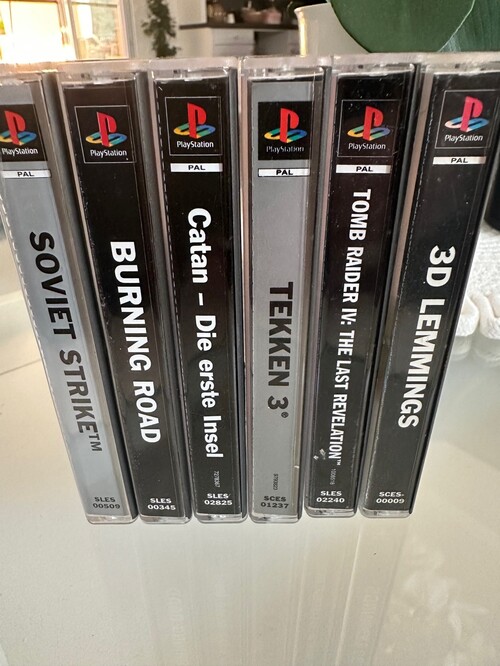 PlayStation
SOVIET STRIKE™
SLES
00509
PlayStation
BURNING ROAD
SLES
00345
PlayStation
PAL
Catan – Die erste Insel
SLES
02825
PlayStation
PAL
TEKKEN 3®
SCES
01237
PlayStation
PAL
TOMB RAIDER IV: THE LAST REVELATION™
SLES
02240
PlayStation
PAL
3D LEMMINGS
SCES-
00009